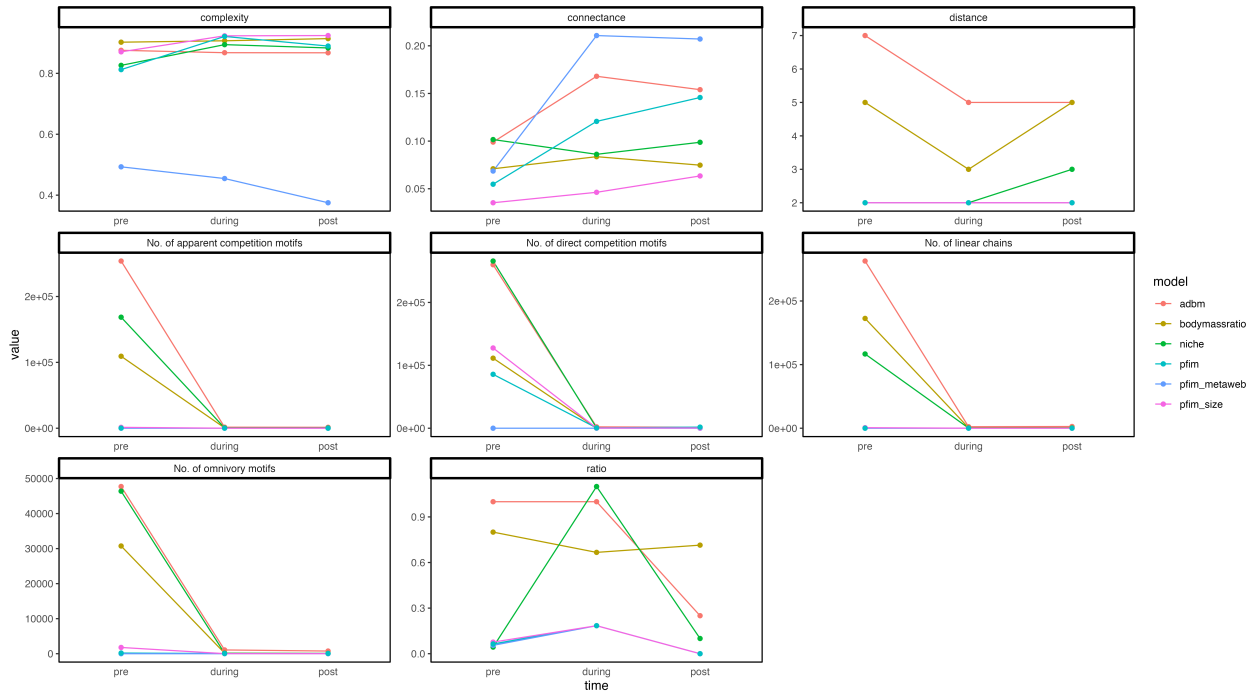 complexity
connectance
distance
0.8
0.6
0.4
pre
during
post
0.20
0.15
0.10
0.05
pre
during
post
7
6
5
4
3
2
pre
during
post
No. of apparent competition motifs
No. of direct competition motifs
No. of linear chains
2e+05
1e+05
0e+00
pre
during
post
2e+05
1e+05
0e+00
pre
during
post
2e+05
1e+05
0e+00
pre
during
post
No. of omnivory motifs
ratio
50000
40000
30000
20000
10000
0
pre
during
post
0.9
0.6
0.3
0.0
pre
during
post
value
time
model
adbm
bodymassratio
niche
pfim
pfim_metaweb
pfim_size